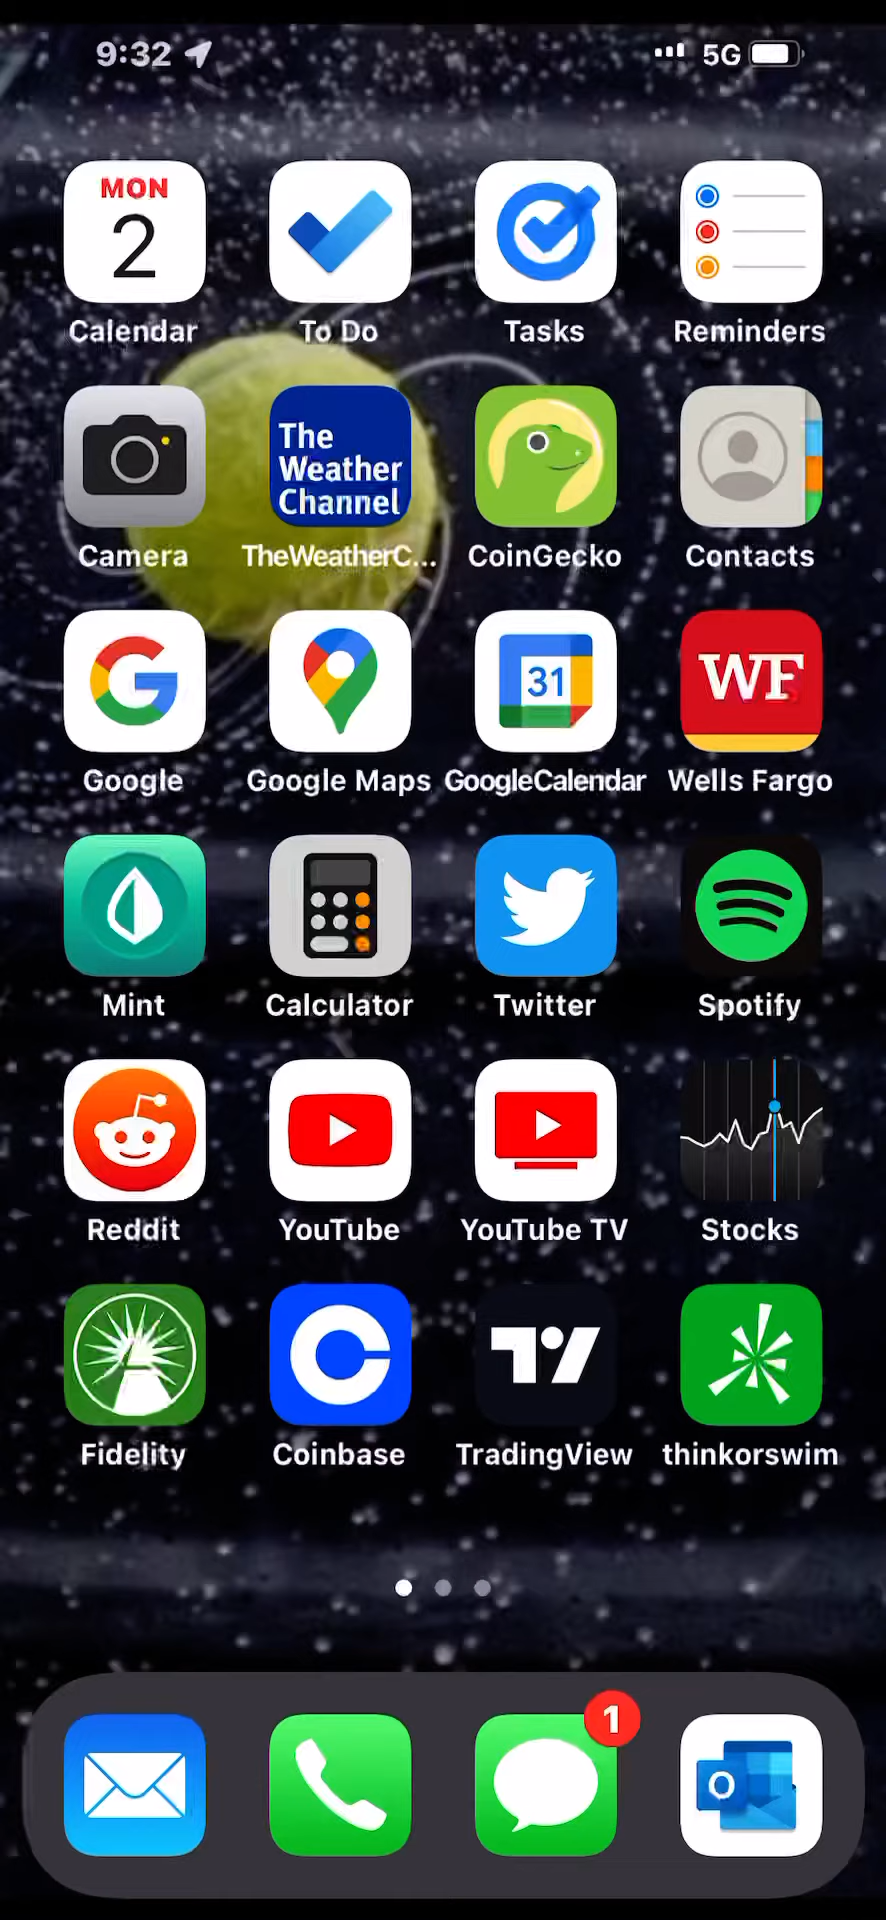 9:32 5G
MON
2
Calendar To Do Tasks Reminders
The
Weather
Channel
Camera TheWeatherC... CoinGecko Contacts
31
WF
Google Google Maps GoogleCalendar Wells Fargo
Mint Calculator Twitter Spotify
Reddit YouTube YouTube TV Stocks
Fidelity Coinbase TradingView thinkorswim
1